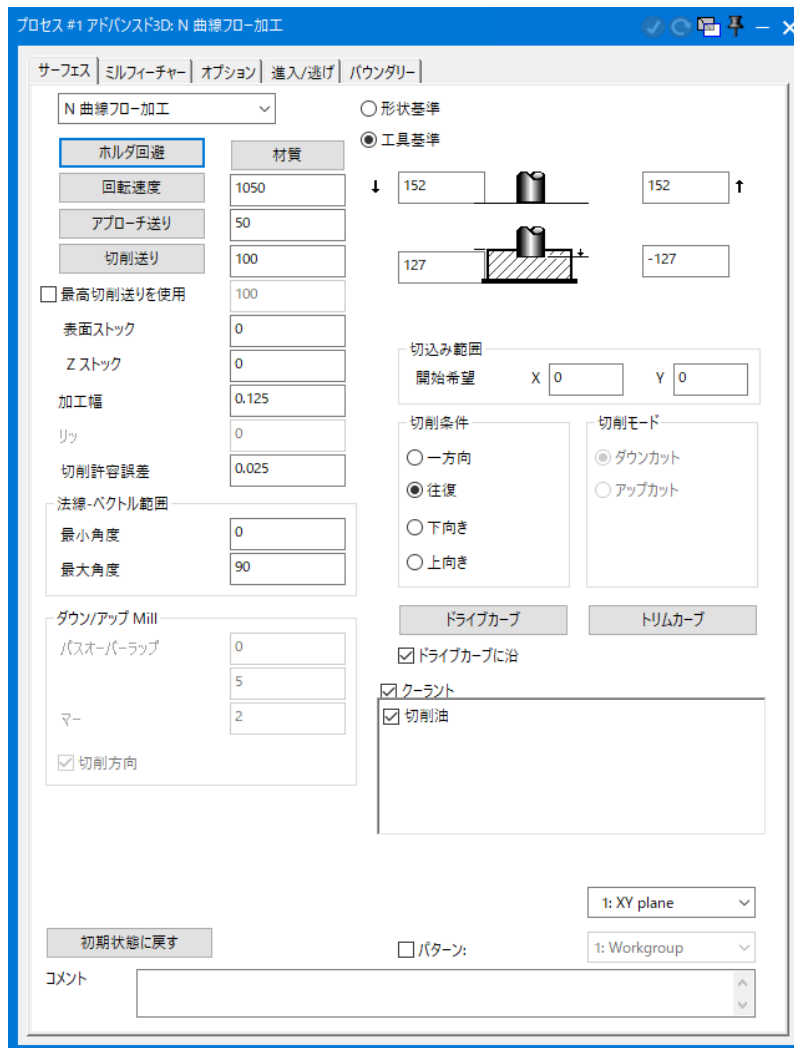 プロセス #1 アドバンスド3D: N 曲線フロー加工
サーフェス ミルフィーチャー オプション 進入/逃げ バウンダリー
N 曲線フロー加工
形状基準
工具基準
ホルダ回避
材質
回転速度 1050
152 152
アプローチ送り 50
切削送り 100
127 -127
最高切削送りを使用 100
表面ストック 0
Z ストック 0
切込み範囲
開始希望 X 0 Y 0
加工幅 0.125
リッ 0
切削許容誤差 0.025
切削条件
一方向
往復
下向き
上向き
切削モード
ダウンカット
アップカット
法線-ベクトル範囲
最小角度 0
最大角度 90
ダウン/アップ Mill
パスオーバーラップ 0
5
マー 2
切削方向
ドライブカーブ トリムカーブ
ドライブカーブに沿
クーラント
切削油
1: XY plane
初期状態に戻す
パターン: 1: Workgroup
コメント